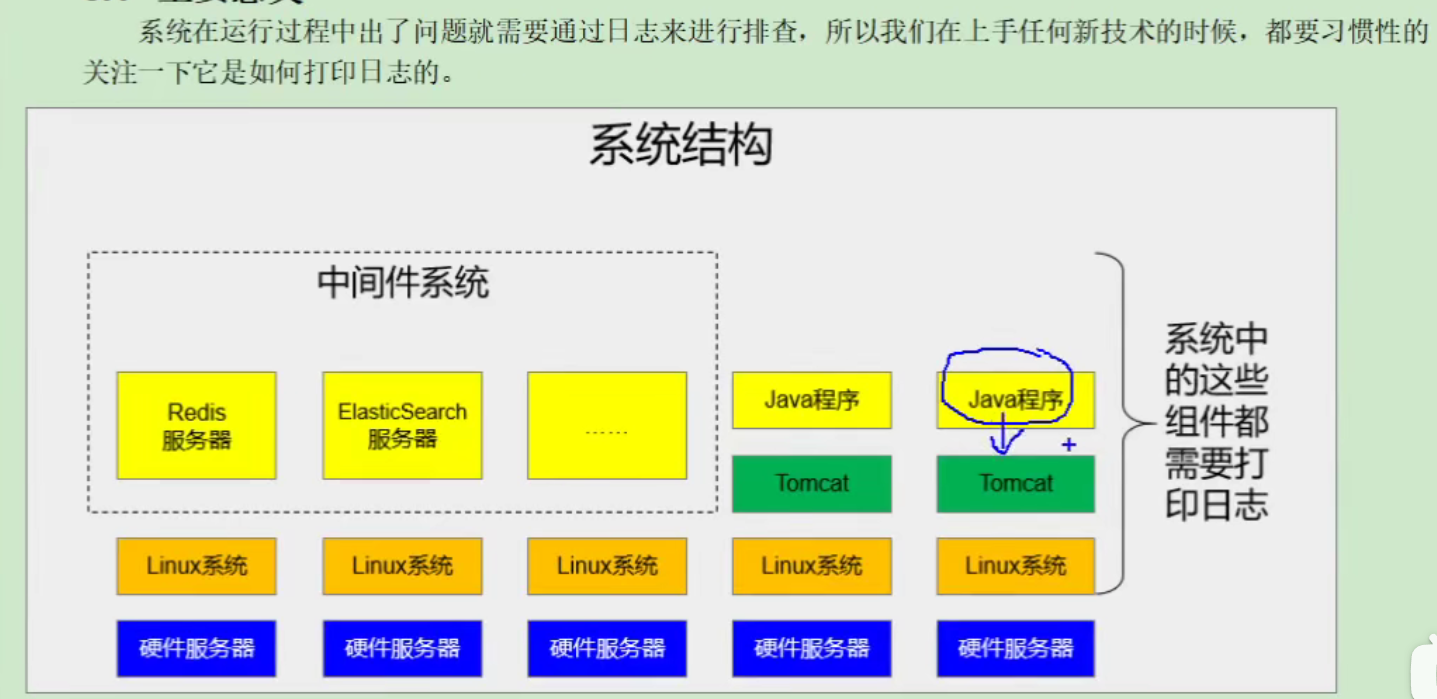 系统在运行过程中出了问题就需要通过日志来进行排查，所以我们在上手任何新技术的时候，都要习惯性的
关注一下它是如何打印日志的。
系统结构
中间件系统
Redis
服务器
ElasticSearch
服务器
……
Java程序
Java程序
Tomcat
Tomcat
系统中
的这些
组件都
需要打
印日志
Linux系统
Linux系统
Linux系统
Linux系统
Linux系统
硬件服务器
硬件服务器
硬件服务器
硬件服务器
硬件服务器